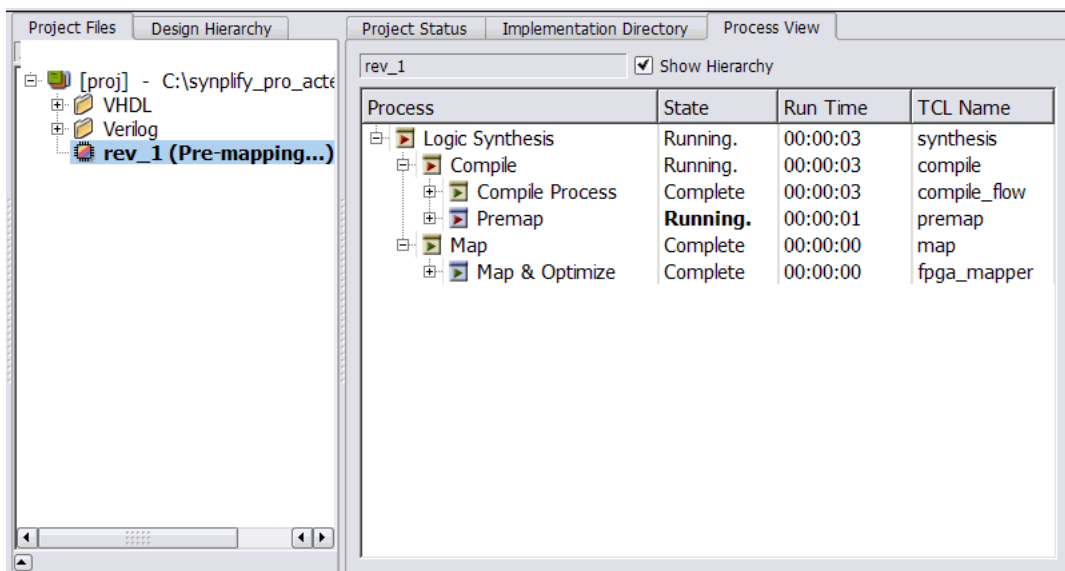 Project Files Design Hierarchy Project Status Implementation Directory Process View
rev_1 Show Hierarchy
[proj] - C:\synplify_pro_acte
VHDL
Verilog
rev_1 (Pre-mapping...)
Process State Run Time TCL Name
Logic Synthesis Running. 00:00:03 synthesis
Compile Running. 00:00:03 compile
Compile Process Complete 00:00:03 compile_flow
Premap Running. 00:00:01 premap
Map Complete 00:00:00 map
Map & Optimize Complete 00:00:00 fpga_mapper